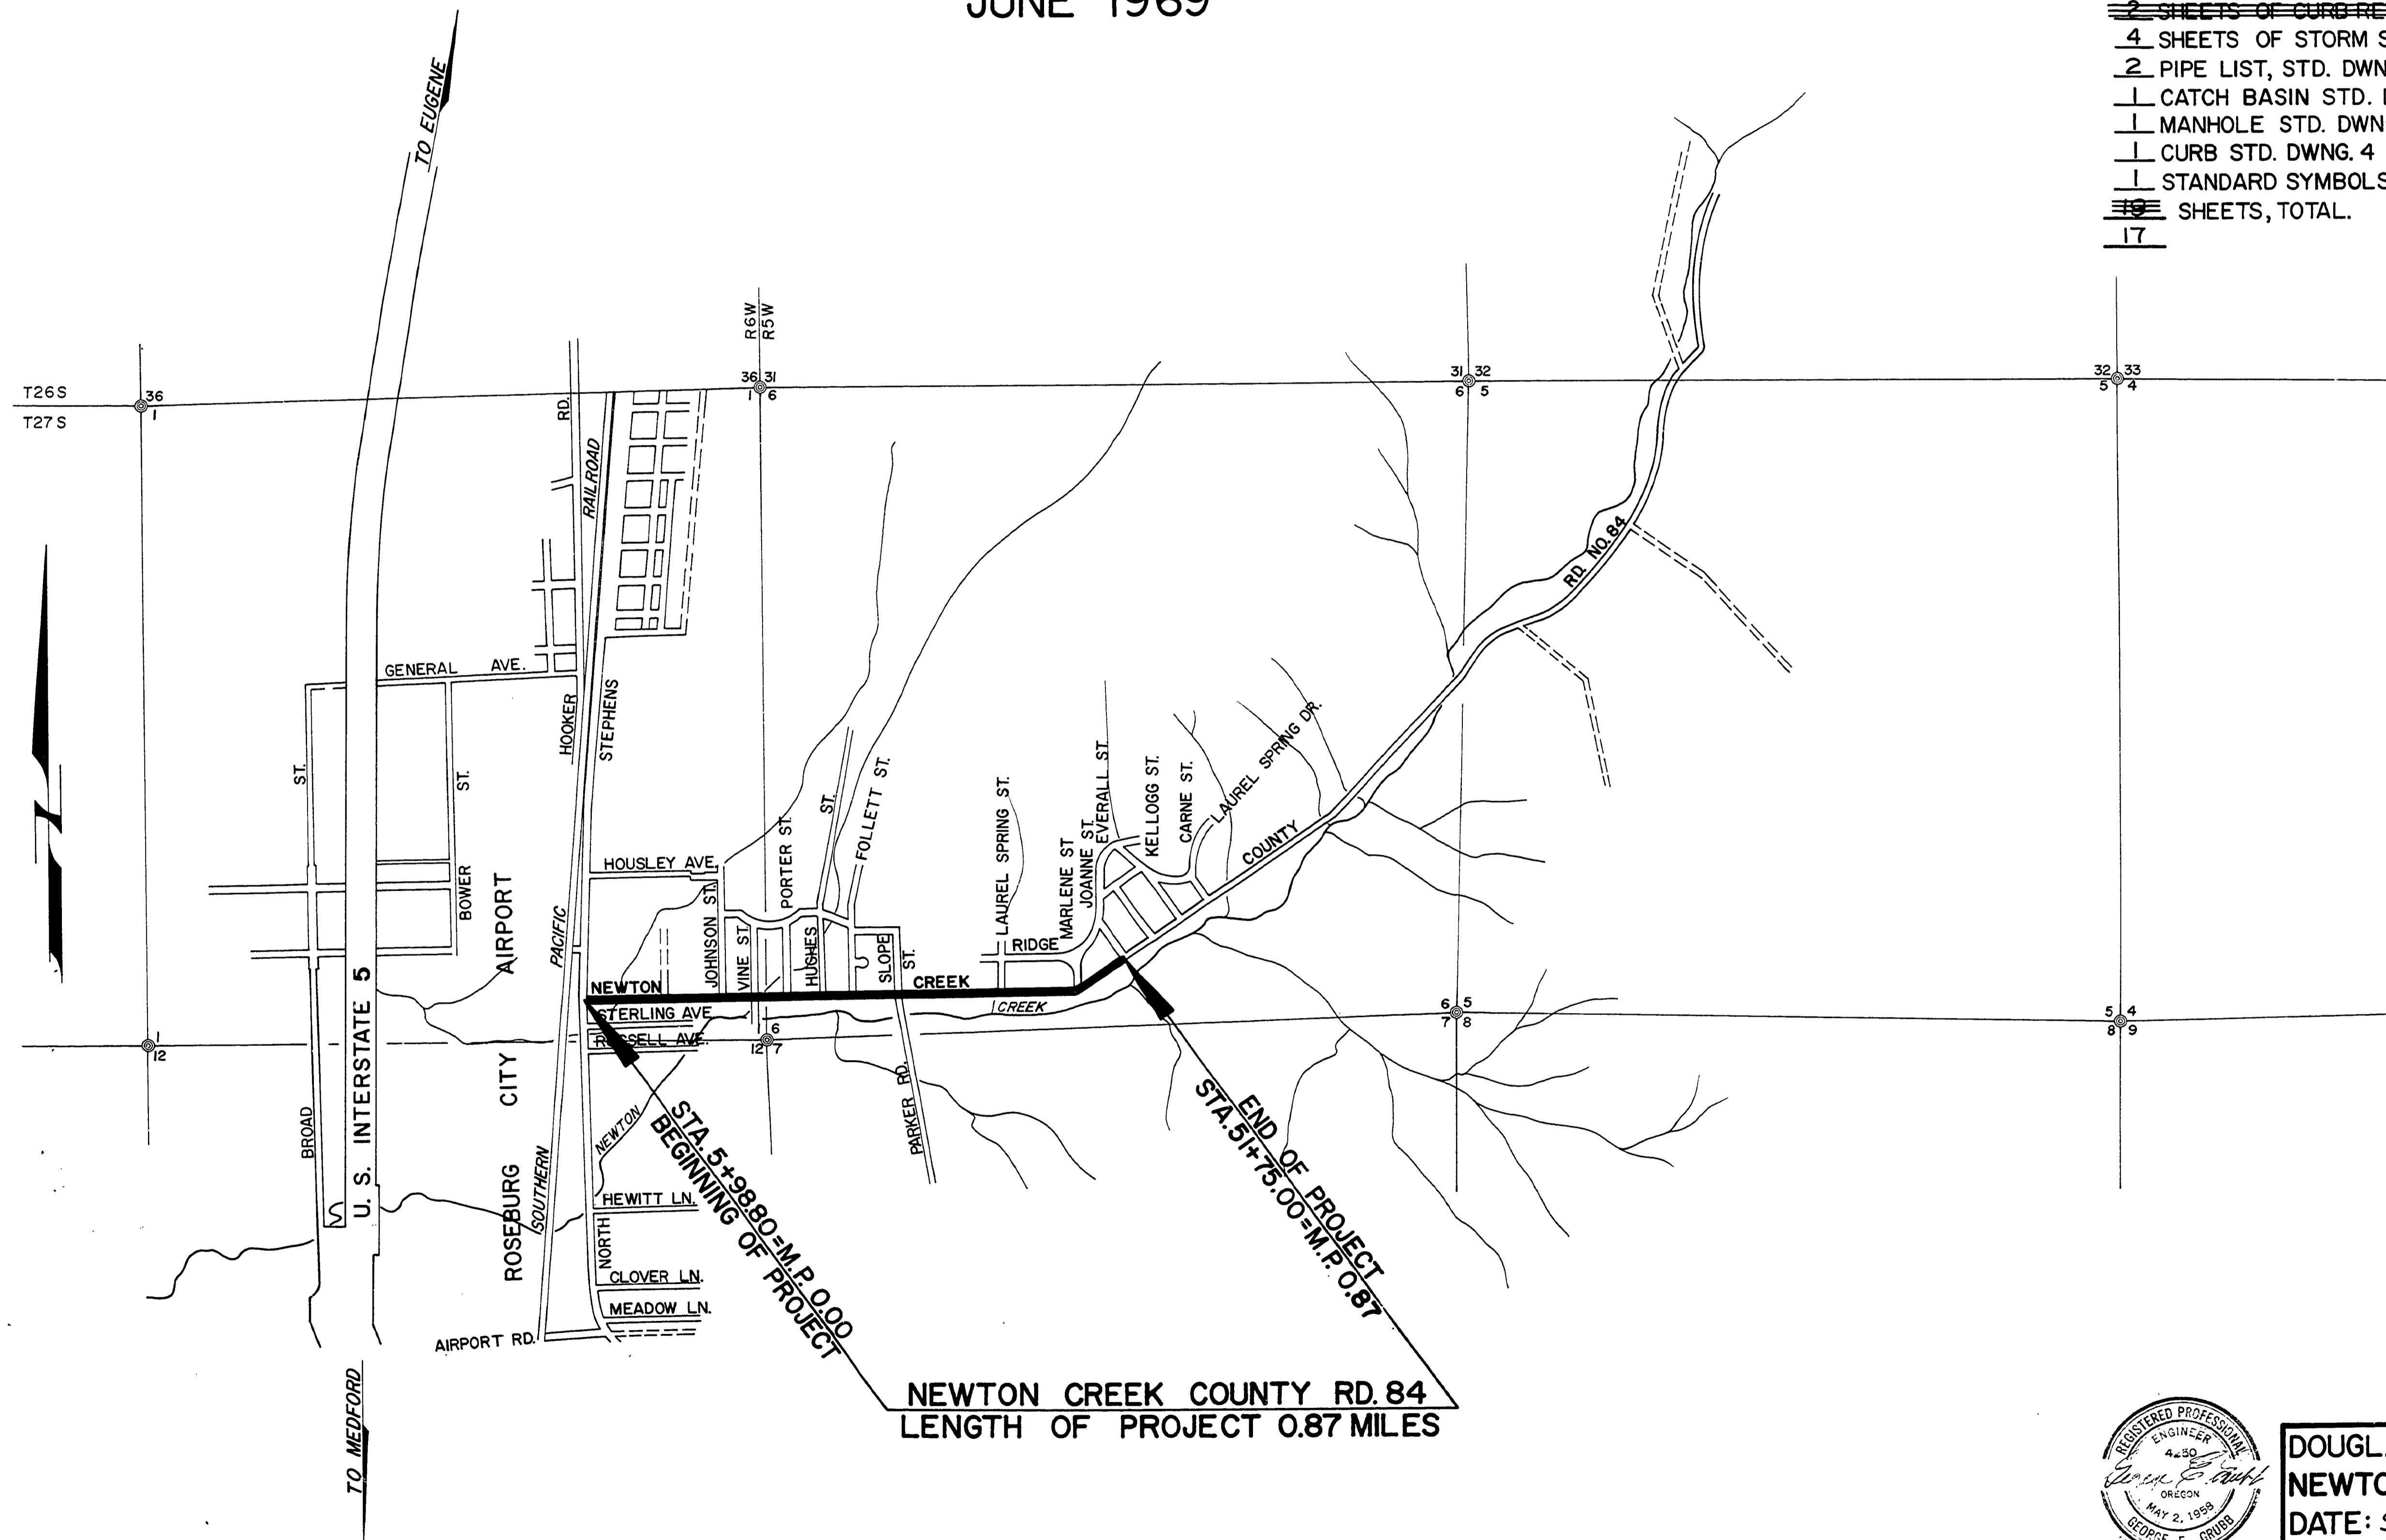 JUNE 1969
2 SHEETS OF CURB RE
4 SHEETS OF STORM S
2 PIPE LIST, STD. DWN
1 CATCH BASIN STD.
1 MANHOLE STD. DWN
1 CURB STD. DWNG. 4
1 STANDARD SYMBOLS
19 SHEETS, TOTAL.
17
TO EUGENE
R6W
R5W
T26S
T27S
36
1
36 31
1 6
31 32
6 5
32 33
5 4
RD.
RAILROAD
RD. NO. 84
GENERAL AVE.
HOOKER
STEPHENS
ST.
ST.
BOWER
HOUSLEY AVE.
JOHNSON ST.
VINE ST.
PORTER ST.
HUGHES
ST.
FOLLETT ST.
SLOPE
ST.
LAUREL SPRING ST.
RIDGE
MARLENE ST
JOANNE ST.
EVERALL ST.
KELLOGG ST.
CARNE ST.
LAUREL SPRING DR.
COUNTY
AIRPORT
PACIFIC
NEWTON
CREEK
CREEK
STERLING AVE
RUSSELL AVE.
1
12
6
12 7
6 5
7 8
5 4
8 9
U. S. INTERSTATE 5
BROAD
ROSEBURG CITY
SOUTHERN
NEWTON
PARKER RD.
HEWITT LN.
NORTH
CLOVER LN.
MEADOW LN.
AIRPORT RD.
TO MEDFORD
STA. 5+98.80=M.P. 0.00
BEGINNING OF PROJECT
END OF PROJECT
STA. 51+75.00=M.P. 0.87
NEWTON CREEK COUNTY RD. 84
LENGTH OF PROJECT 0.87 MILES
REGISTERED PROFESSIONAL
ENGINEER
OREGON
MAY 2, 1958
GEORGE E. GRUBB
DOUGL
NEWTO
DATE: